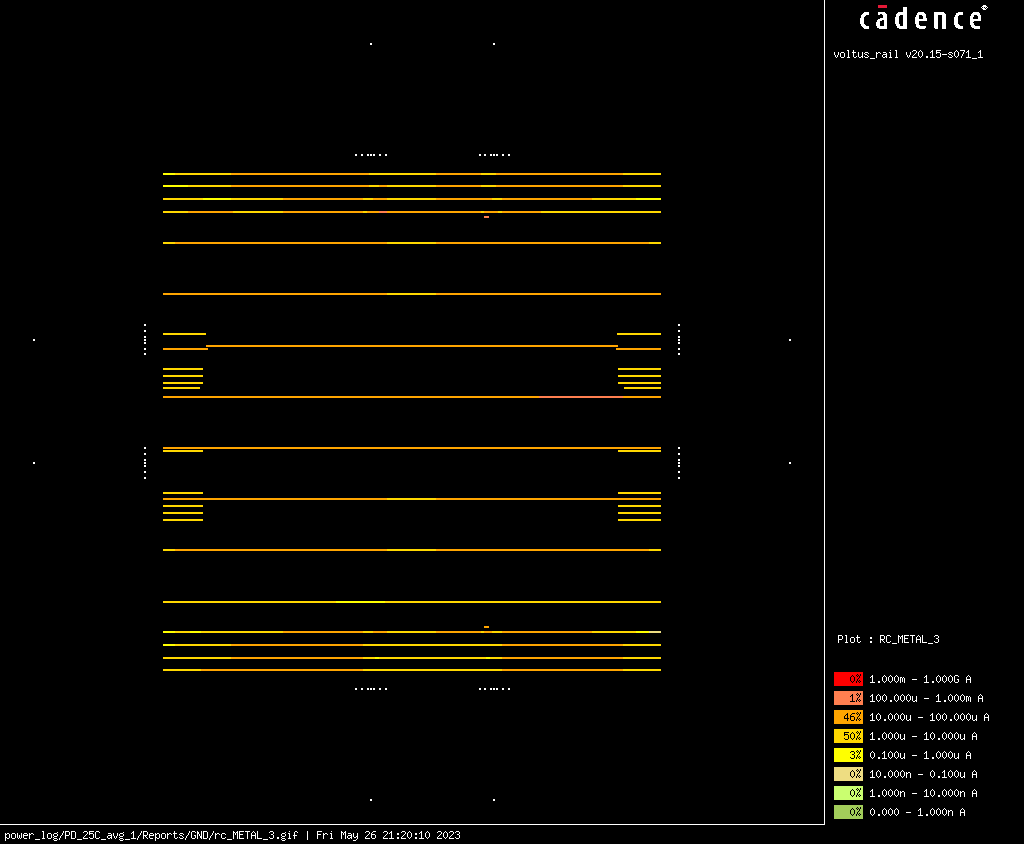 cādence®
voltus_rail v20.15-s071_1
Plot : RC_METAL_3
0% 1.000m - 1.000G A
1% 100.000u - 1.000m A
46% 10.000u - 100.000u A
50% 1.000u - 10.000u A
3% 0.100u - 1.000u A
0% 10.000n - 0.100u A
0% 1.000n - 10.000n A
0% 0.000 - 1.000n A
power_log/PD_25C_avg_1/Reports/GND/rc_METAL_3.gif | Fri May 26 21:20:10 2023